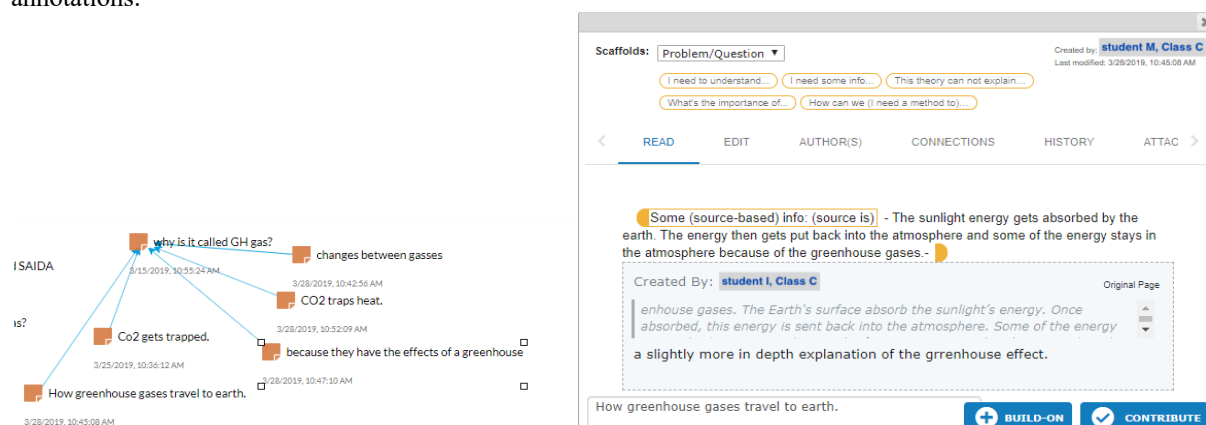 annotations.
why is it called GH gas?
3/15/2019, 10:55:24 AM
changes between gasses
3/28/2019, 10:42:56 AM
I SAIDA
CO2 traps heat.
3/28/2019, 10:52:09 AM
as?
Co2 gets trapped.
3/25/2019, 10:36:12 AM
because they have the effects of a greenhouse
3/28/2019, 10:47:10 AM
How greenhouse gases travel to earth.
3/28/2019, 10:45:08 AM
Scaffolds: Problem/Question ▼
Created by: student M, Class C
Last modified: 3/28/2019, 10:45:08 AM
I need to understand... I need some info... This theory can not explain...
What's the importance of... How can we (I need a method to)...
READ EDIT AUTHOR(S) CONNECTIONS HISTORY ATTAC
Some (source-based) info: (source is) - The sunlight energy gets absorbed by the
earth. The energy then gets put back into the atmosphere and some of the energy stays in
the atmosphere because of the greenhouse gases.-
Created By: student I, Class C
Original Page
enhouse gases. The Earth's surface absorb the sunlight's energy. Once
absorbed, this energy is sent back into the atmosphere. Some of the energy
a slightly more in depth explanation of the grrenhouse effect.
How greenhouse gases travel to earth.
BUILD-ON CONTRIBUTE